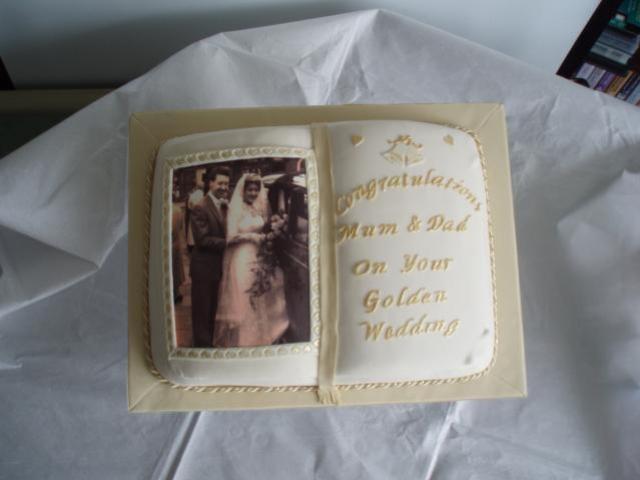 Congratulations
Mum & Dad
On Your
Golden
Wedding